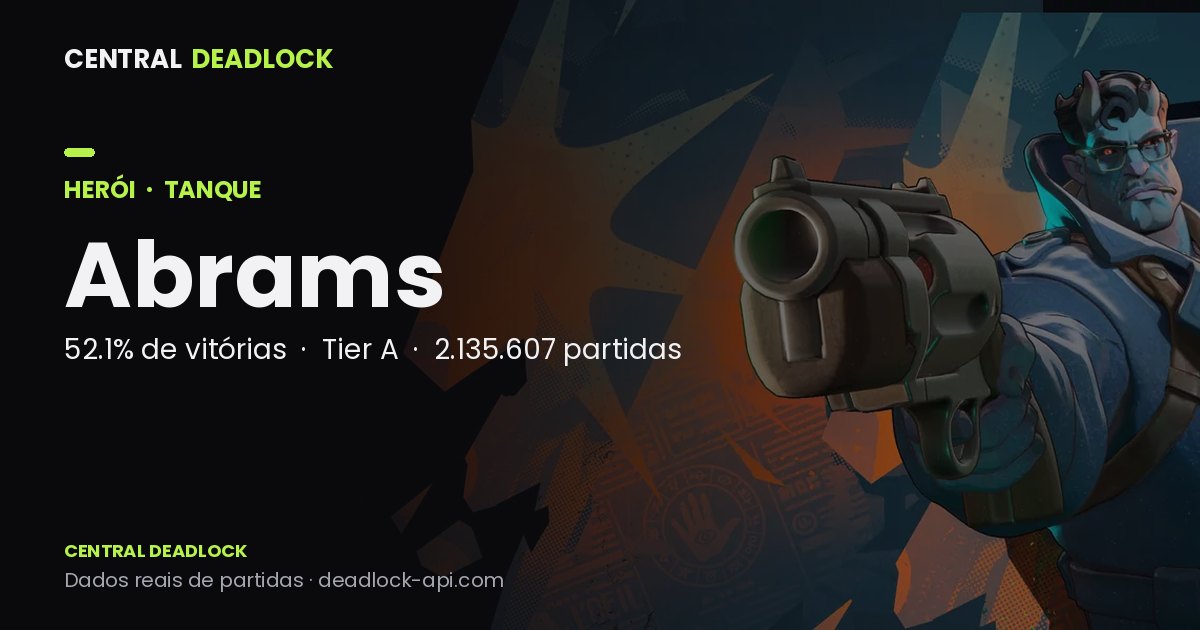 CENTRAL DEADLOCK
HERÓI · TANQUE
Abrams
52.1% de vitórias · Tier A · 2.135.607 partidas
CENTRAL DEADLOCK
Dados reais de partidas · deadlock-api.com